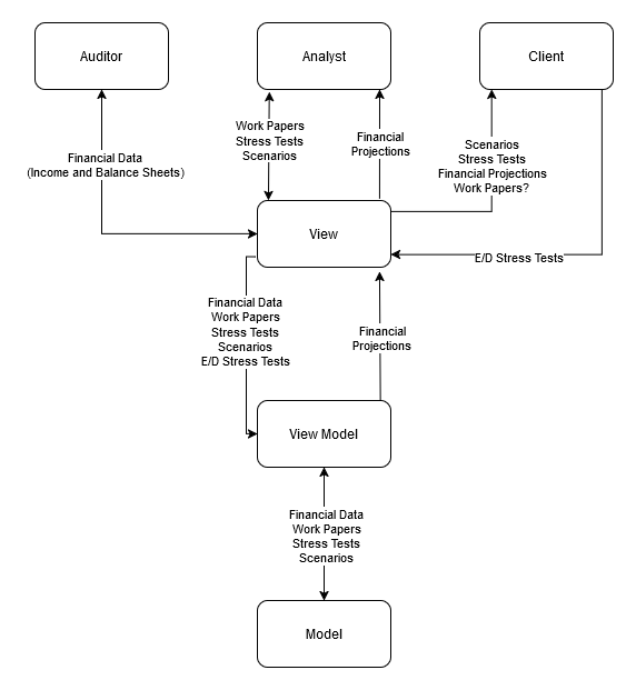 Auditor
Analyst
Client
Work Papers
Stress Tests
Scenarios
Financial
Projections
Scenarios
Stress Tests
Financial Projections
Work Papers?
Financial Data
(Income and Balance Sheets)
View
E/D Stress Tests
Financial Data
Work Papers
Stress Tests
Scenarios
E/D Stress Tests
Financial
Projections
View Model
Financial Data
Work Papers
Stress Tests
Scenarios
Model